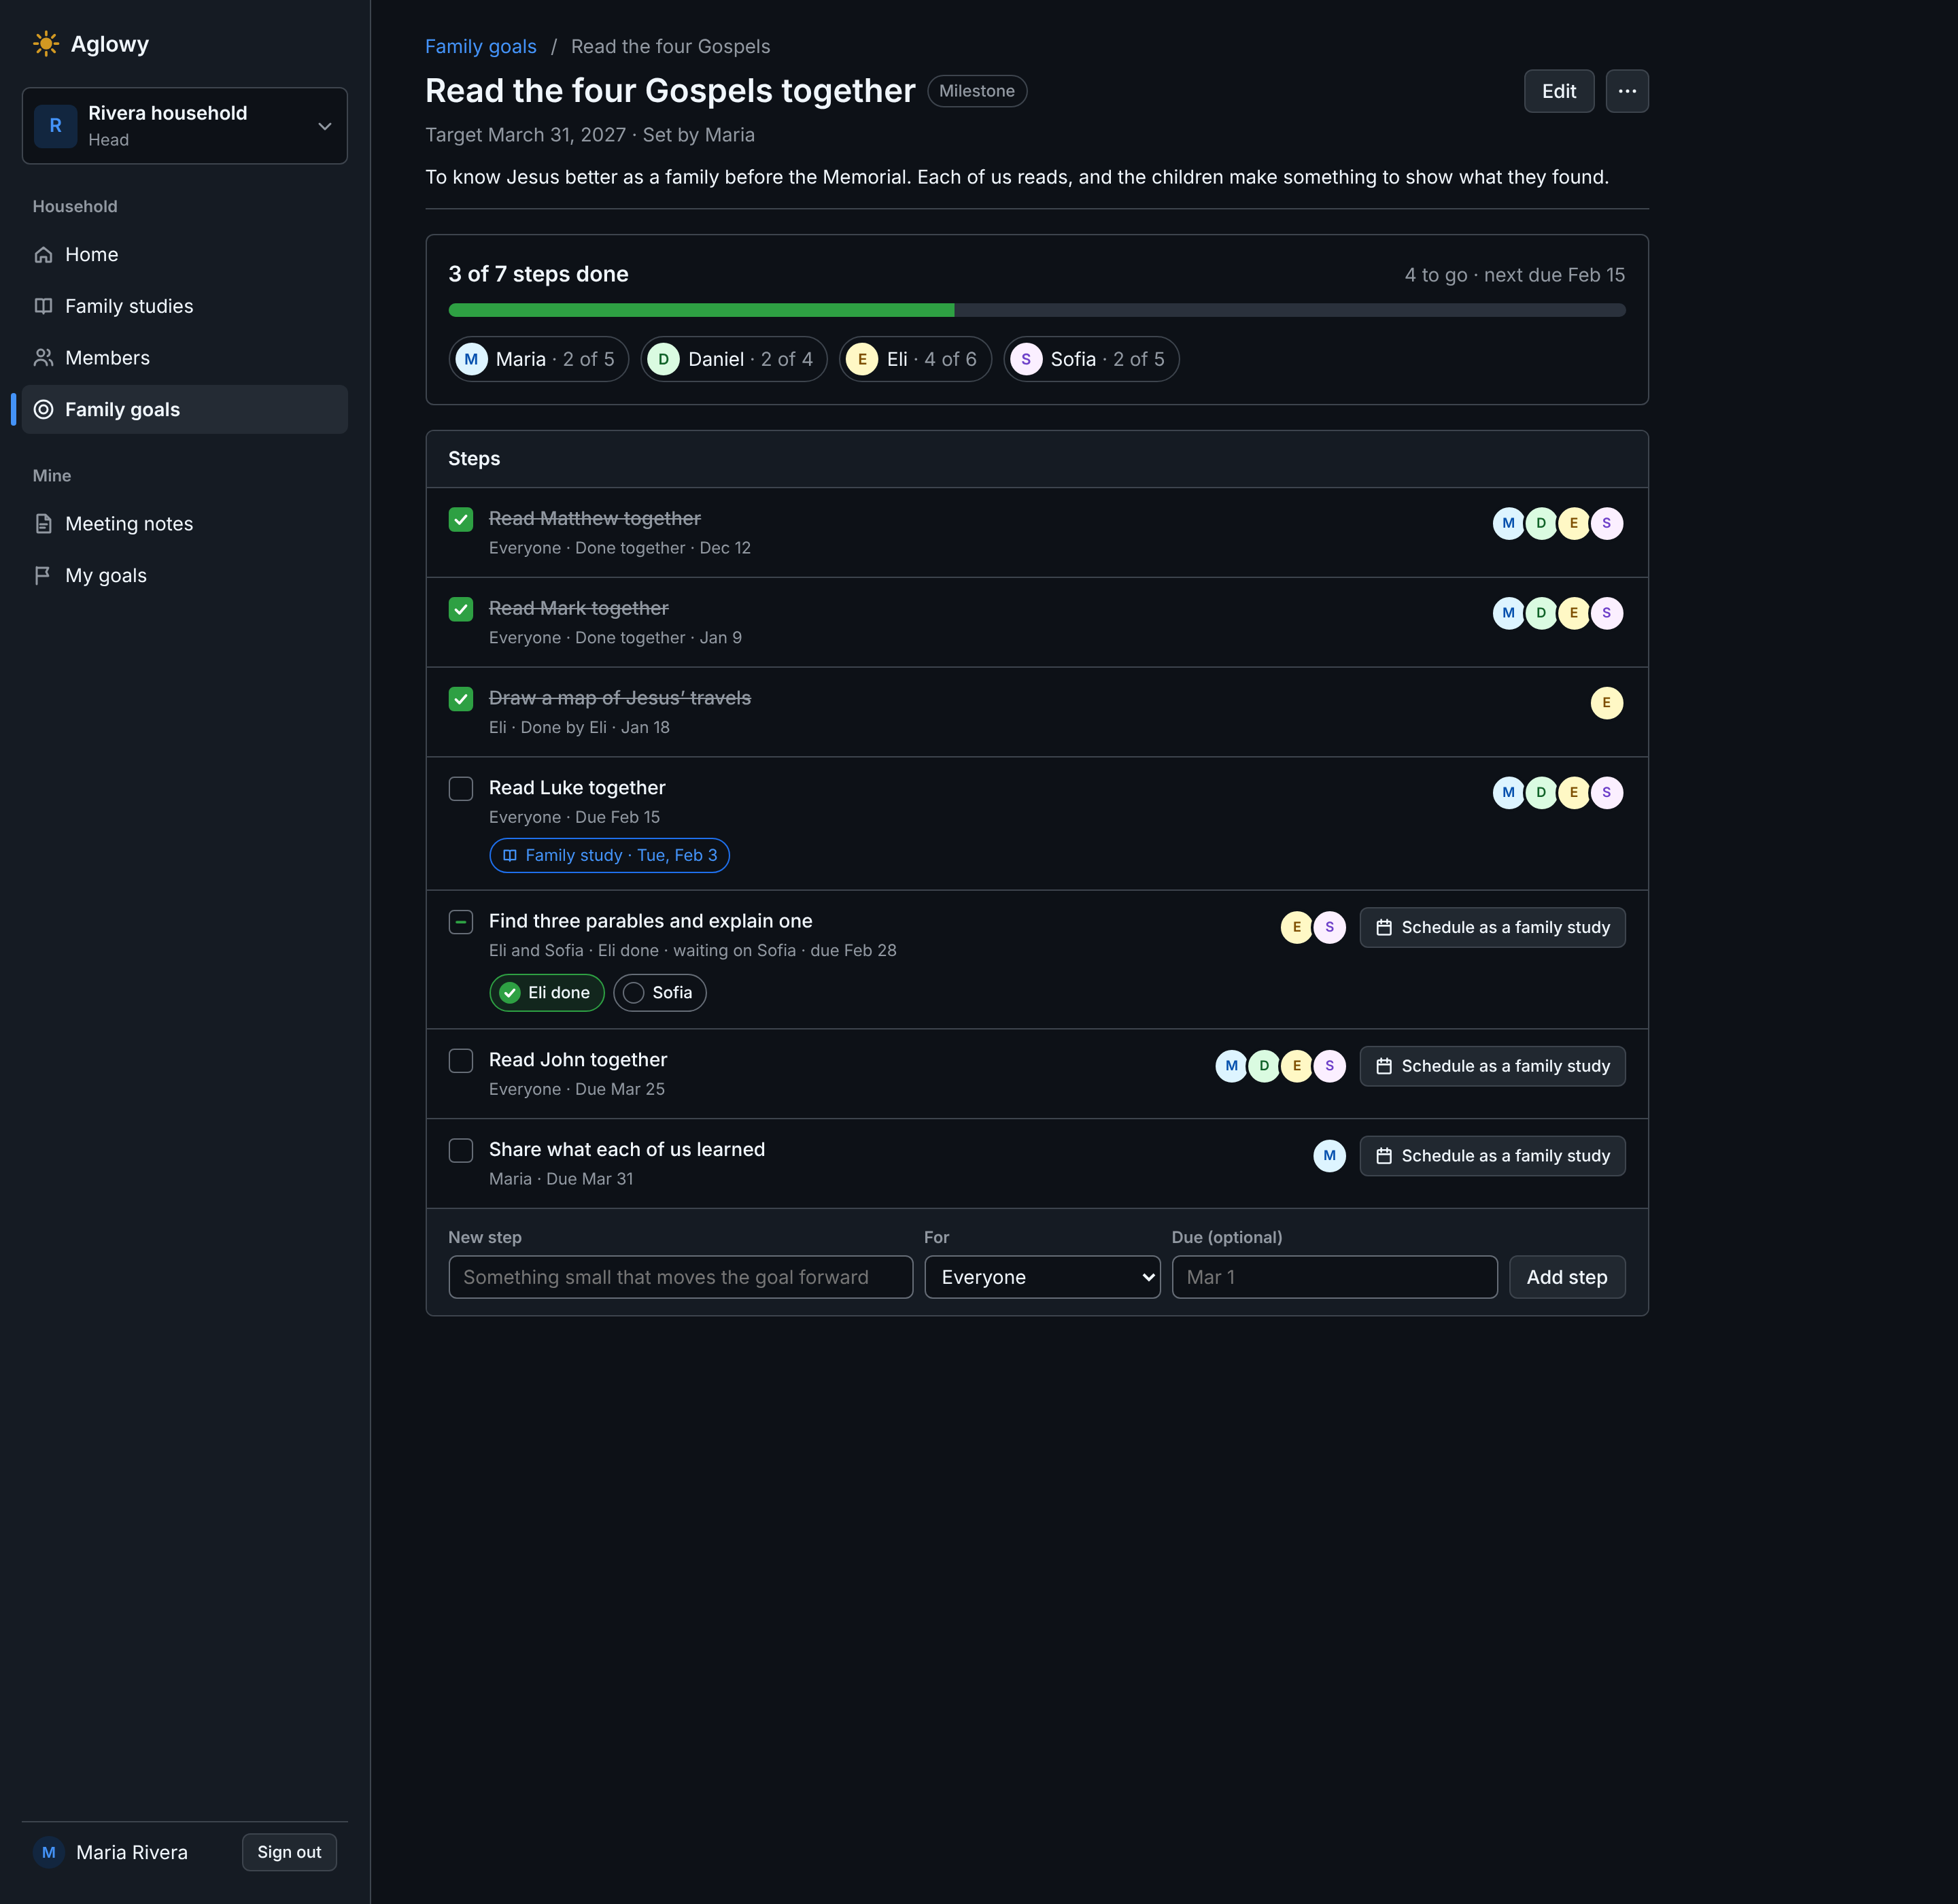 Aglowy
R
Rivera household
Head
Household
Home
Family studies
Members
Family goals
Mine
Meeting notes
My goals
M
Maria Rivera
Sign out
Family goals / Read the four Gospels
Read the four Gospels together
Milestone
Edit
Target March 31, 2027 · Set by Maria
To know Jesus better as a family before the Memorial. Each of us reads, and the children make something to show what they found.
3 of 7 steps done
4 to go · next due Feb 15
M Maria · 2 of 5
D Daniel · 2 of 4
E Eli · 4 of 6
S Sofia · 2 of 5
Steps
Read Matthew together
M D E S
Everyone · Done together · Dec 12
Read Mark together
M D E S
Everyone · Done together · Jan 9
Draw a map of Jesus’ travels
E
Eli · Done by Eli · Jan 18
Read Luke together
M D E S
Everyone · Due Feb 15
Family study · Tue, Feb 3
Find three parables and explain one
E S
Schedule as a family study
Eli and Sofia · Eli done · waiting on Sofia · due Feb 28
Eli done
Sofia
Read John together
M D E S
Schedule as a family study
Everyone · Due Mar 25
Share what each of us learned
M
Schedule as a family study
Maria · Due Mar 31
New step
For
Due (optional)
Something small that moves the goal forward
Everyone
Mar 1
Add step